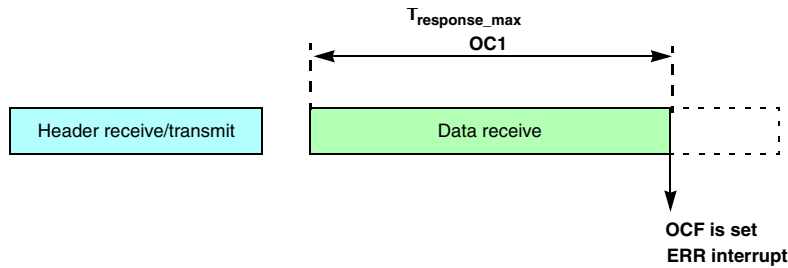 Tresponse_max
OC1
Header receive/transmit
Data receive
OCF is set
ERR interrupt